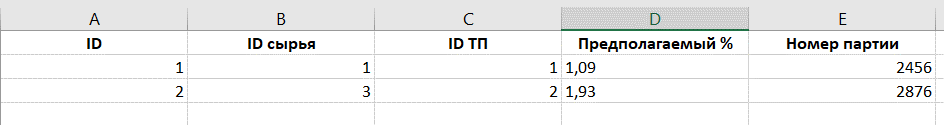 A B C D E
ID ID сырья ID ТП Предполагаемый % Номер партии
1 1 1 1,09 2456
2 3 2 1,93 2876